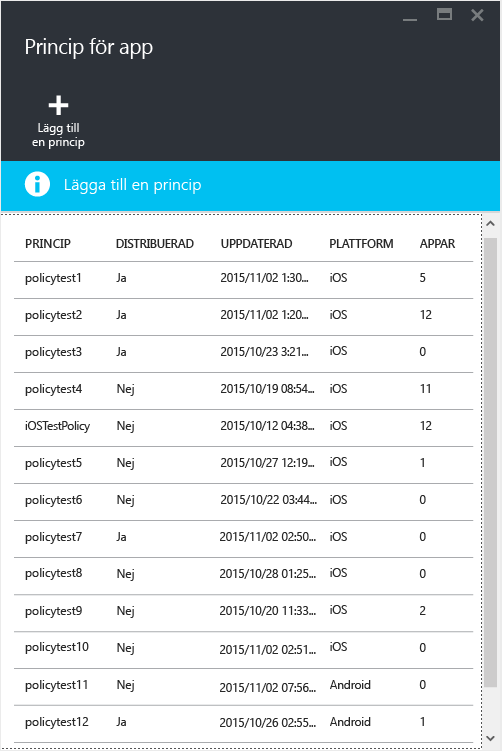 Princip för app
Lägg till
en princip
Lägga till en princip
PRINCIP DISTRIBUERAD UPPDATERAD PLATTFORM APPAR
policytest1 Ja 2015/11/02 1:30... iOS 5
policytest2 Ja 2015/11/02 1:20... iOS 12
policytest3 Ja 2015/10/23 3:21... iOS 0
policytest4 Nej 2015/10/19 08:54... iOS 11
iOSTestPolicy Nej 2015/10/12 04:38... iOS 12
policytest5 Nej 2015/10/27 12:19... iOS 1
policytest6 Nej 2015/10/22 03:44... iOS 0
policytest7 Ja 2015/11/02 02:50... iOS 0
policytest8 Nej 2015/10/28 01:25... iOS 0
policytest9 Nej 2015/10/20 11:33... iOS 2
policytest10 Nej 2015/11/02 02:51... iOS 0
policytest11 Nej 2015/11/02 07:56... Android 0
policytest12 Ja 2015/10/26 02:55... Android 1